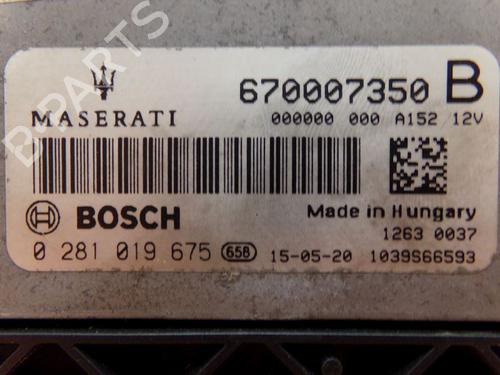 B-PARTS
670007350 B
MASERATI
000000 000 A152 12V
BOSCH
Made in Hungary
1263 0037
0 281 019 675 658 15-05-20 1039S66593